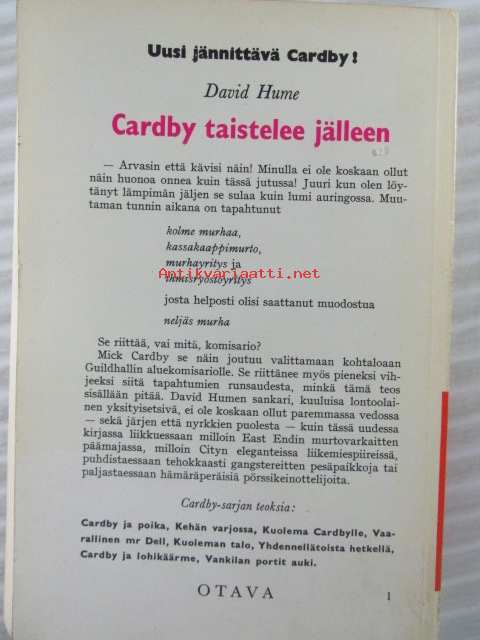 Uusi jännittävä Cardby!
David Hume
Cardby taistelee jälleen
— Arvasin että kävisi näin! Minulla ei ole koskaan ollut
näin huonoa onnea kuin tässä jutussa! Juuri kun olen löy-
tänyt lämpimän jäljen se sulaa kuin lumi auringossa. Muu-
taman tunnin aikana on tapahtunut
kolme murhaa,
kassakaappimurto,
murhayritys ja
Antikvariaatti.net
ihmisryöstöyritys
josta helposti olisi saattanut muodostua
neljäs murha
Se riittää, vai mitä, komisario?
Mick Cardby se näin joutuu valittamaan kohtaloaan
Guildhallin aluekomisariolle. Se riittänee myös pieneksi vih-
jeeksi siitä tapahtumien runsaudesta, minkä tämä teos
sisällään pitää. David Humen sankari, kuuluisa lontoolai-
nen yksityisetsivä, ei ole koskaan ollut paremmassa vedossa
— sekä järjen että nyrkkien puolesta — kuin tässä uudessa
kirjassa liikkuessaan milloin East Endin murtovarkaitten
päämajassa, milloin Cityn eleganteissa liikemiespiireissä,
puhdistaessaan tehokkaasti gangstereitten pesäpaikkoja tai
paljastaessaan hämäräperäisiä pörssikeinottelijoita.
Cardby-sarjan teoksia:
Cardby ja poika, Kehän varjossa, Kuolema Cardbylle, Vaa-
rallinen mr Dell, Kuoleman talo, Yhdennellätoista hetkellä,
Cardby ja lohikäärme, Vankilan portit auki.
OTAVA 1